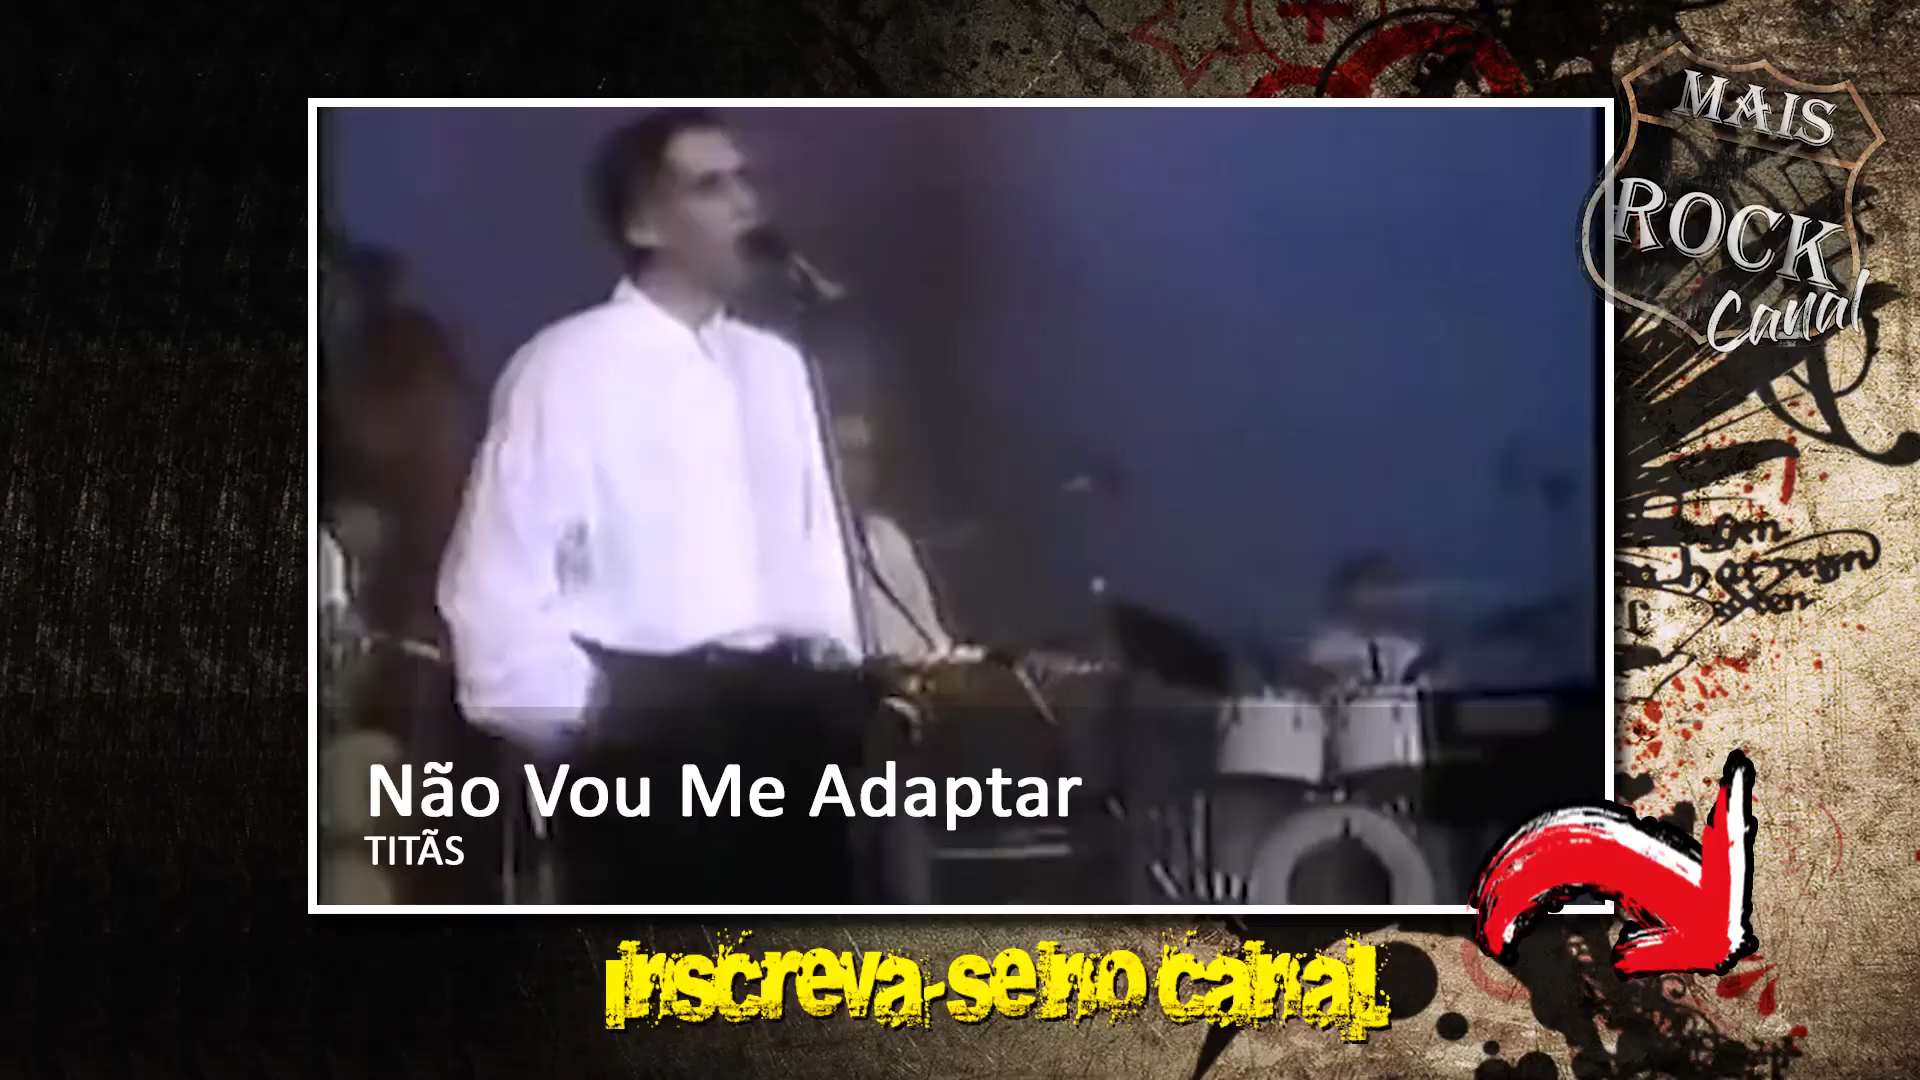 MAIS
ROCK
Canal
Não Vou Me Adaptar
TITÃS
Inscreva-se no canal